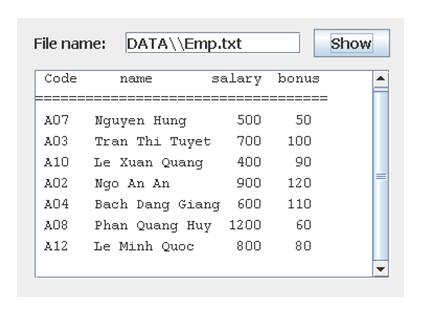 File name: DATA\\Emp.txt Show
Code name salary bonus
===================================
A07 Nguyen Hung 500 50
A03 Tran Thi Tuyet 700 100
A10 Le Xuan Quang 400 90
A02 Ngo An An 900 120
A04 Bach Dang Giang 600 110
A08 Phan Quang Huy 1200 60
A12 Le Minh Quoc 800 80